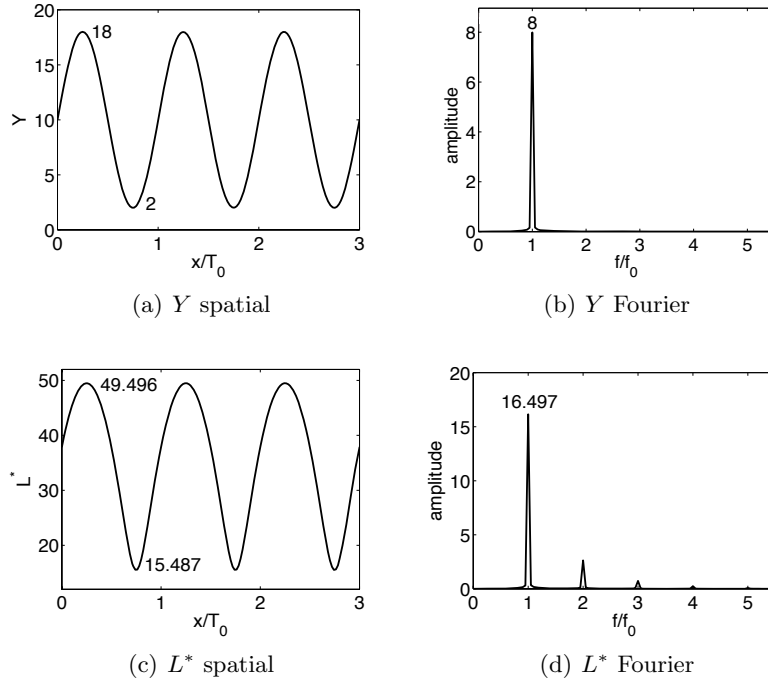 20
15
10
5
0
Y
18
2
0 1 2 3
x/T0
(a) Y spatial
8
6
4
2
0
amplitude
8
0 1 2 3 4 5
f/f0
(b) Y Fourier
50
40
30
20
L*
49.496
15.487
0 1 2 3
x/T0
(c) L* spatial
20
15
10
5
0
amplitude
16.497
0 1 2 3 4 5
f/f0
(d) L* Fourier